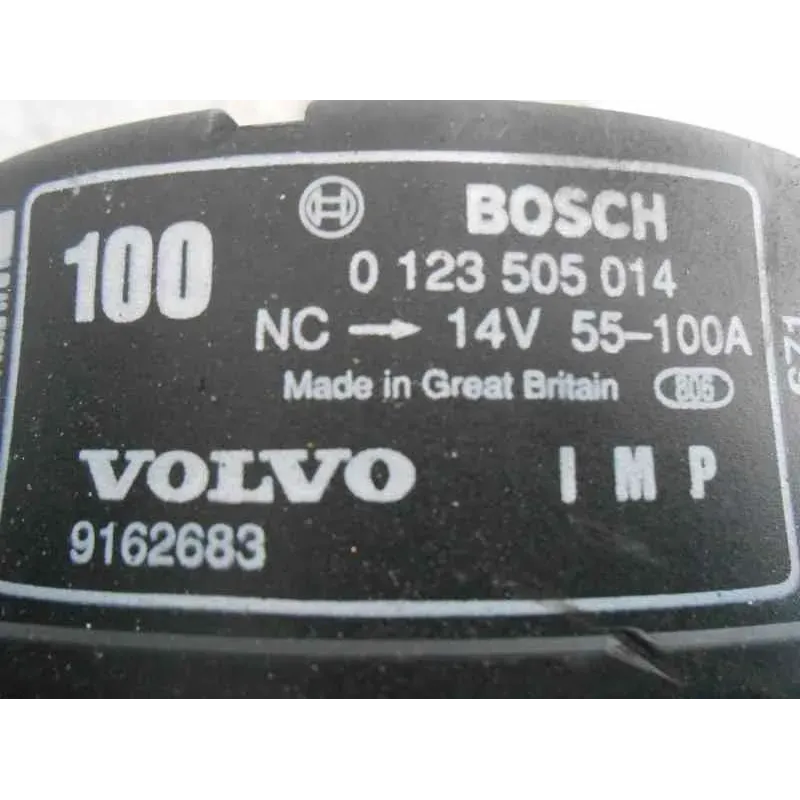 100
BOSCH
0 123 505 014
NC → 14V 55–100A
Made in Great Britain 806
VOLVO I M P
9162683